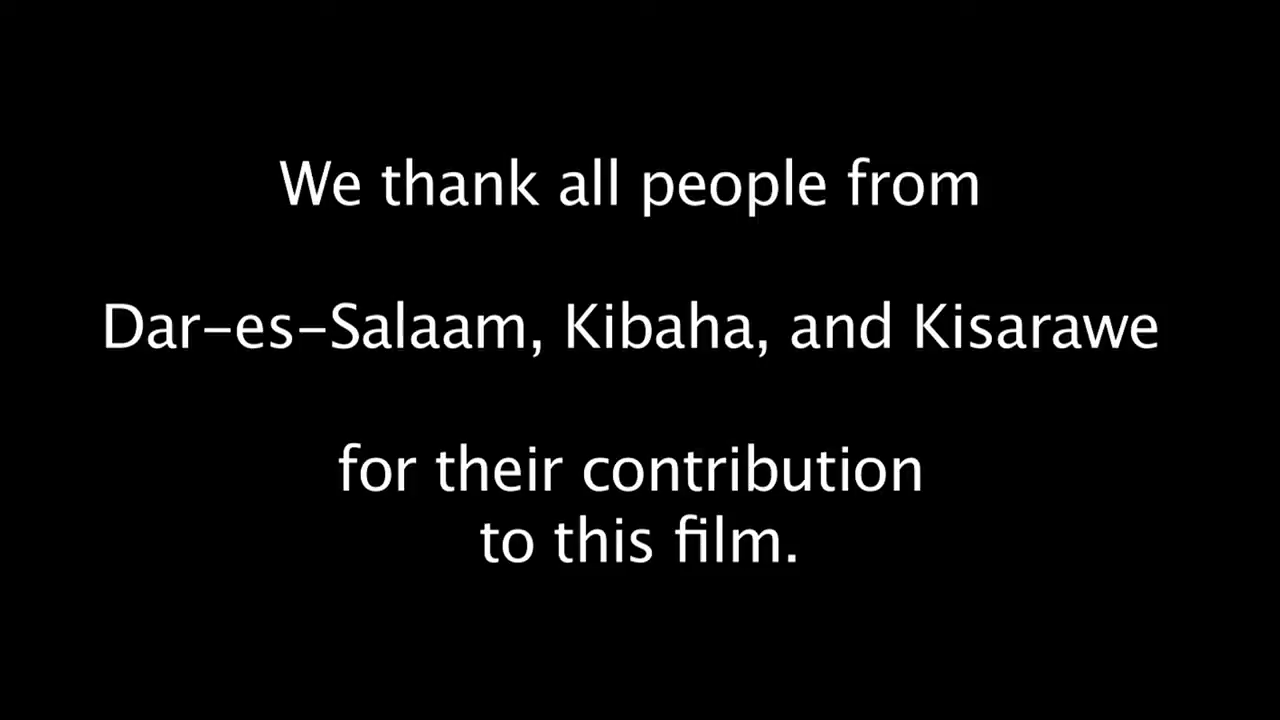 We thank all people from
Dar-es-Salaam, Kibaha, and Kisarawe
for their contribution
to this film.